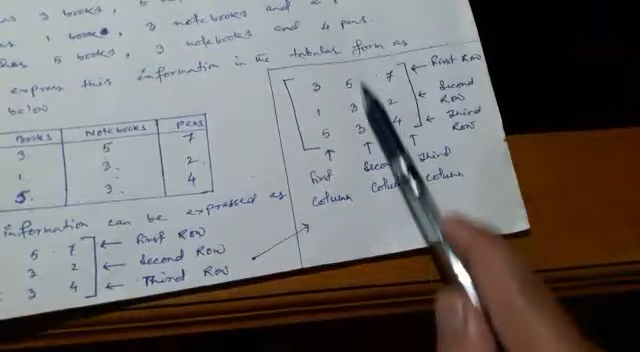 3 books, 5 notebooks and
1 book, 3 notebooks and 2
has 5 books, 3 notebooks and 4 pens.
express this information in the tabular form as
below
Books Notebooks Pens
3 5 7
1. 3. 2.
5. 3. 4
information can be expressed as
5 7 ← First Row
3 2 ← Second Row
3 4 ← Third Row
3 5 7 ← First Row
1 3 2 ← Second Row
5 3 4 ← Third Row
↑ ↑ ↑
First Second Third
column column column